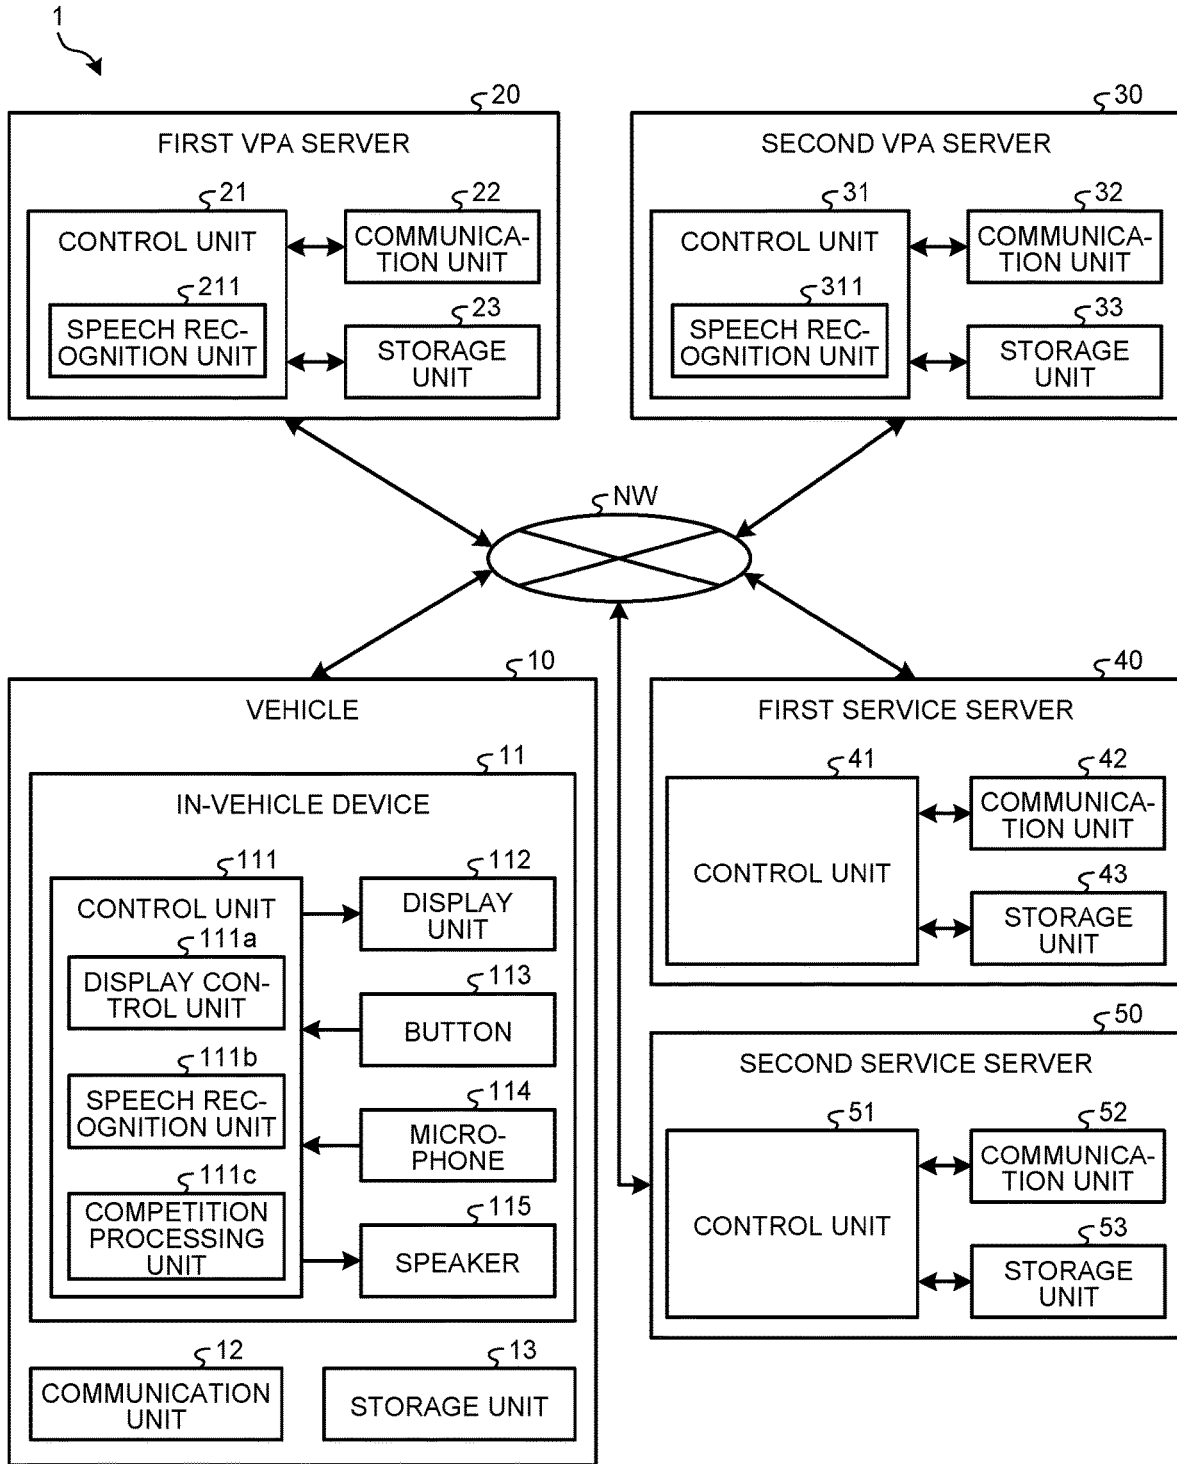 1
20
FIRST VPA SERVER
21
CONTROL UNIT
22
COMMUNICA-
TION UNIT
211
SPEECH REC-
OGNITION UNIT
23
STORAGE
UNIT
30
SECOND VPA SERVER
31
CONTROL UNIT
32
COMMUNICA-
TION UNIT
311
SPEECH REC-
OGNITION UNIT
33
STORAGE
UNIT
NW
10
VEHICLE
11
IN-VEHICLE DEVICE
111
CONTROL UNIT
111a
DISPLAY CON-
TROL UNIT
111b
SPEECH REC-
OGNITION UNIT
111c
COMPETITION
PROCESSING
UNIT
112
DISPLAY
UNIT
113
BUTTON
114
MICRO-
PHONE
115
SPEAKER
12
COMMUNICATION
UNIT
13
STORAGE UNIT
40
FIRST SERVICE SERVER
41
CONTROL UNIT
42
COMMUNICA-
TION UNIT
43
STORAGE
UNIT
50
SECOND SERVICE SERVER
51
CONTROL UNIT
52
COMMUNICA-
TION UNIT
53
STORAGE
UNIT